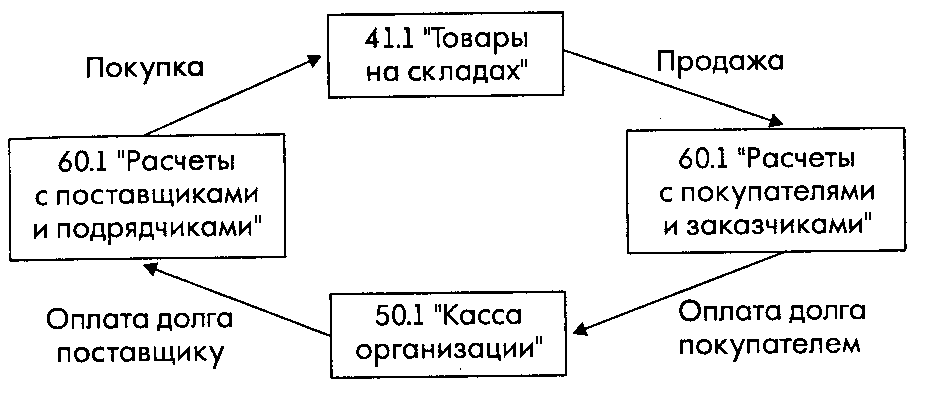 41.1 "Товары
на складах"
Покупка
Продажа
60.1 "Расчеты
с поставщиками
и подрядчиками"
60.1 "Расчеты
с покупателями
и заказчиками"
50.1 "Касса
организации"
Оплата долга
поставщику
Оплата долга
покупателем